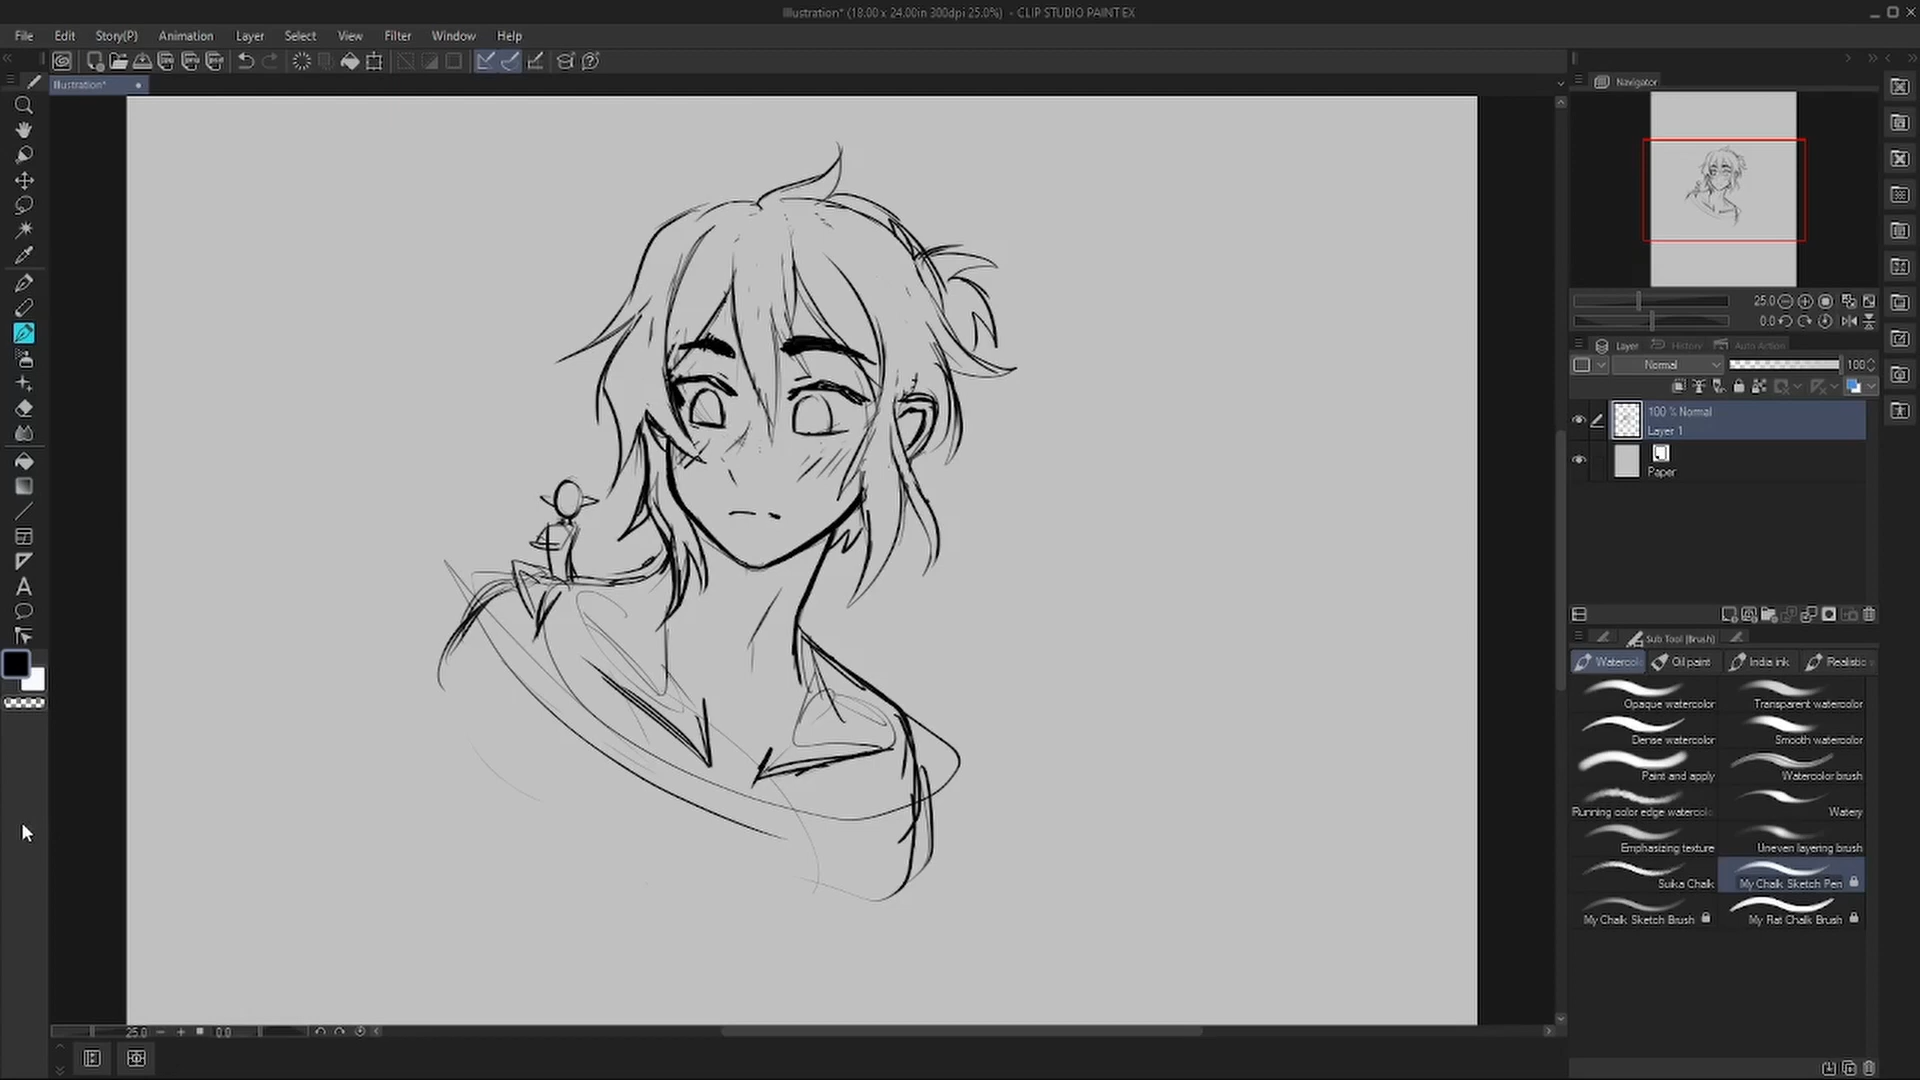 Illustration* (18.00 x 24.00in 300dpi 25.0%) - CLIP STUDIO PAINT EX
File Edit Story(P) Animation Layer Select View Filter Window Help
Illustration*
Navigator
25.0
0.0
Layer History Auto Action
Normal 100
100 % Normal
Layer 1
Paper
Sub Tool (Brush)
Watercol Oil paint India ink Realistic
Opaque watercolor Transparent watercolor
Dense watercolor Smooth watercolor
Paint and apply Watercolor brush
Running color edge watercolo Watery
Emphasizing texture Uneven layering brush
Suika Chalk My Chalk Sketch Pen
My Chalk Sketch Brush My Flat Chalk Brush
25.0 0.0